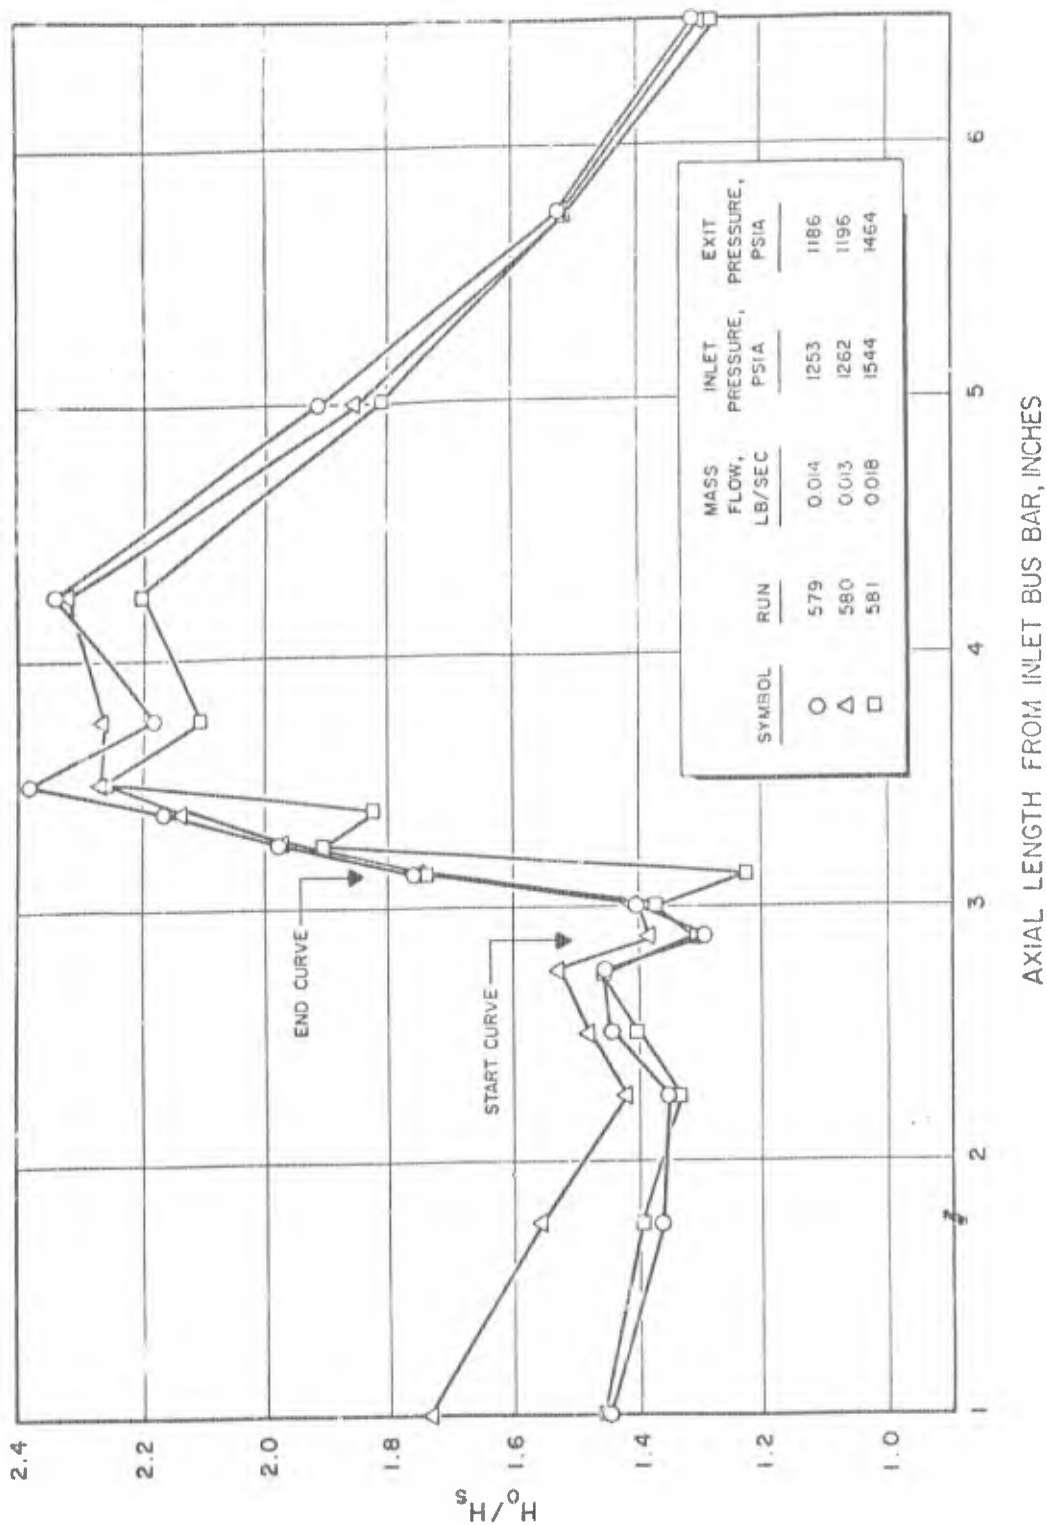 2.4
2.2
2.0
1.8
1.6
1.4
1.2
1.0
Ho/Hs
END CURVE
START CURVE
SYMBOL RUN MASS FLOW, LB/SEC INLET PRESSURE, PSIA EXIT PRESSURE, PSIA
579 0.014 1253 1186
580 0.013 1262 1196
581 0.018 1544 1464
1 2 3 4 5 6
AXIAL LENGTH FROM INLET BUS BAR, INCHES